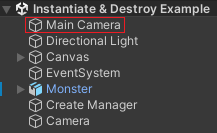 Instantiate & Destroy Example
Main Camera
Directional Light
Canvas
EventSystem
Monster
Create Manager
Camera